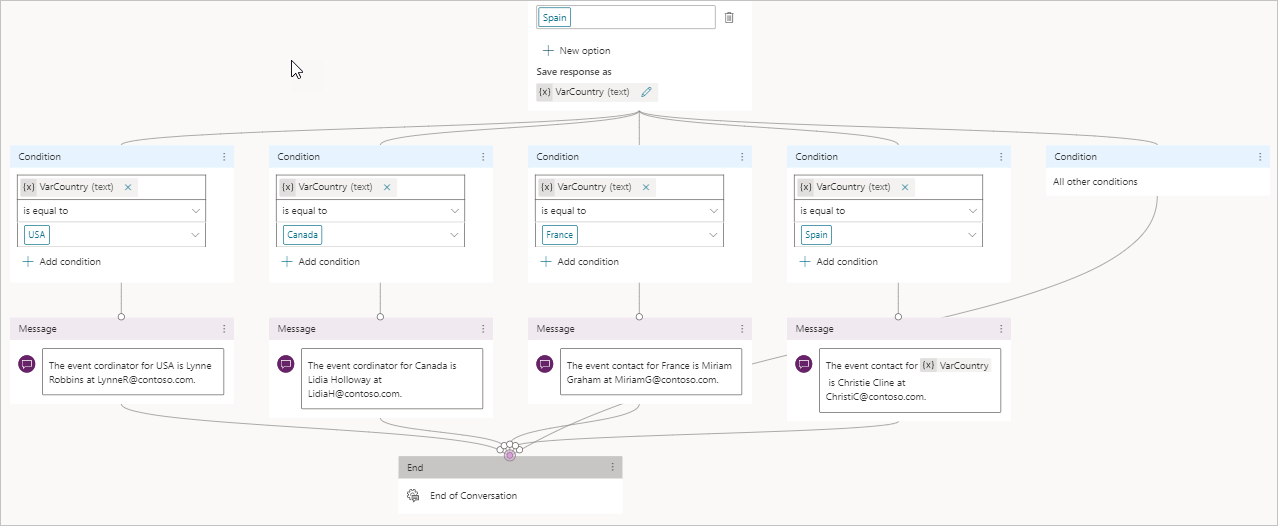 Spain
New option
Save response as
{x} VarCountry (text)
Condition
{x} VarCountry (text)
is equal to
USA
Add condition
Condition
{x} VarCountry (text)
is equal to
Canada
Add condition
Condition
{x} VarCountry (text)
is equal to
France
Add condition
Condition
{x} VarCountry (text)
is equal to
Spain
Add condition
Condition
All other conditions
Message
The event cordinator for USA is Lynne
Robbins at LynneR@contoso.com.
Message
The event cordinator for Canada is
Lidia Holloway at
LidiaH@contoso.com.
Message
The event contact for France is Miriam
Graham at MiriamG@contoso.com.
Message
The event contact for {x} VarCountry
is Christie Cline at
ChristiC@contoso.com.
End
End of Conversation